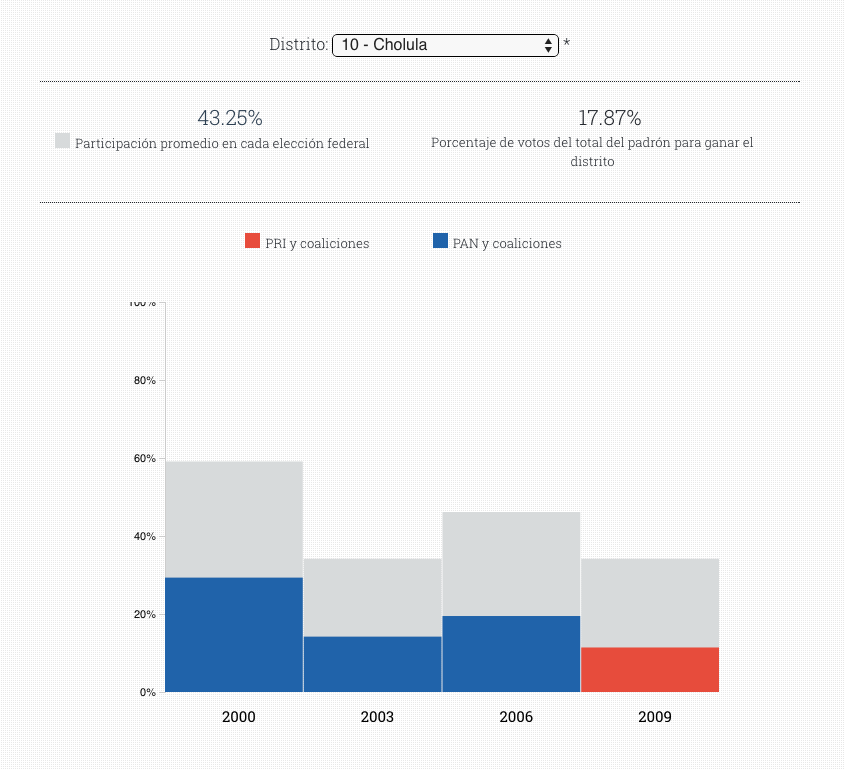 Distrito: 10 - Cholula *
43.25%
Participación promedio en cada elección federal
17.87%
Porcentaje de votos del total del padrón para ganar el
distrito
PRI y coaliciones PAN y coaliciones
100%
80%
60%
40%
20%
0%
2000 2003 2006 2009